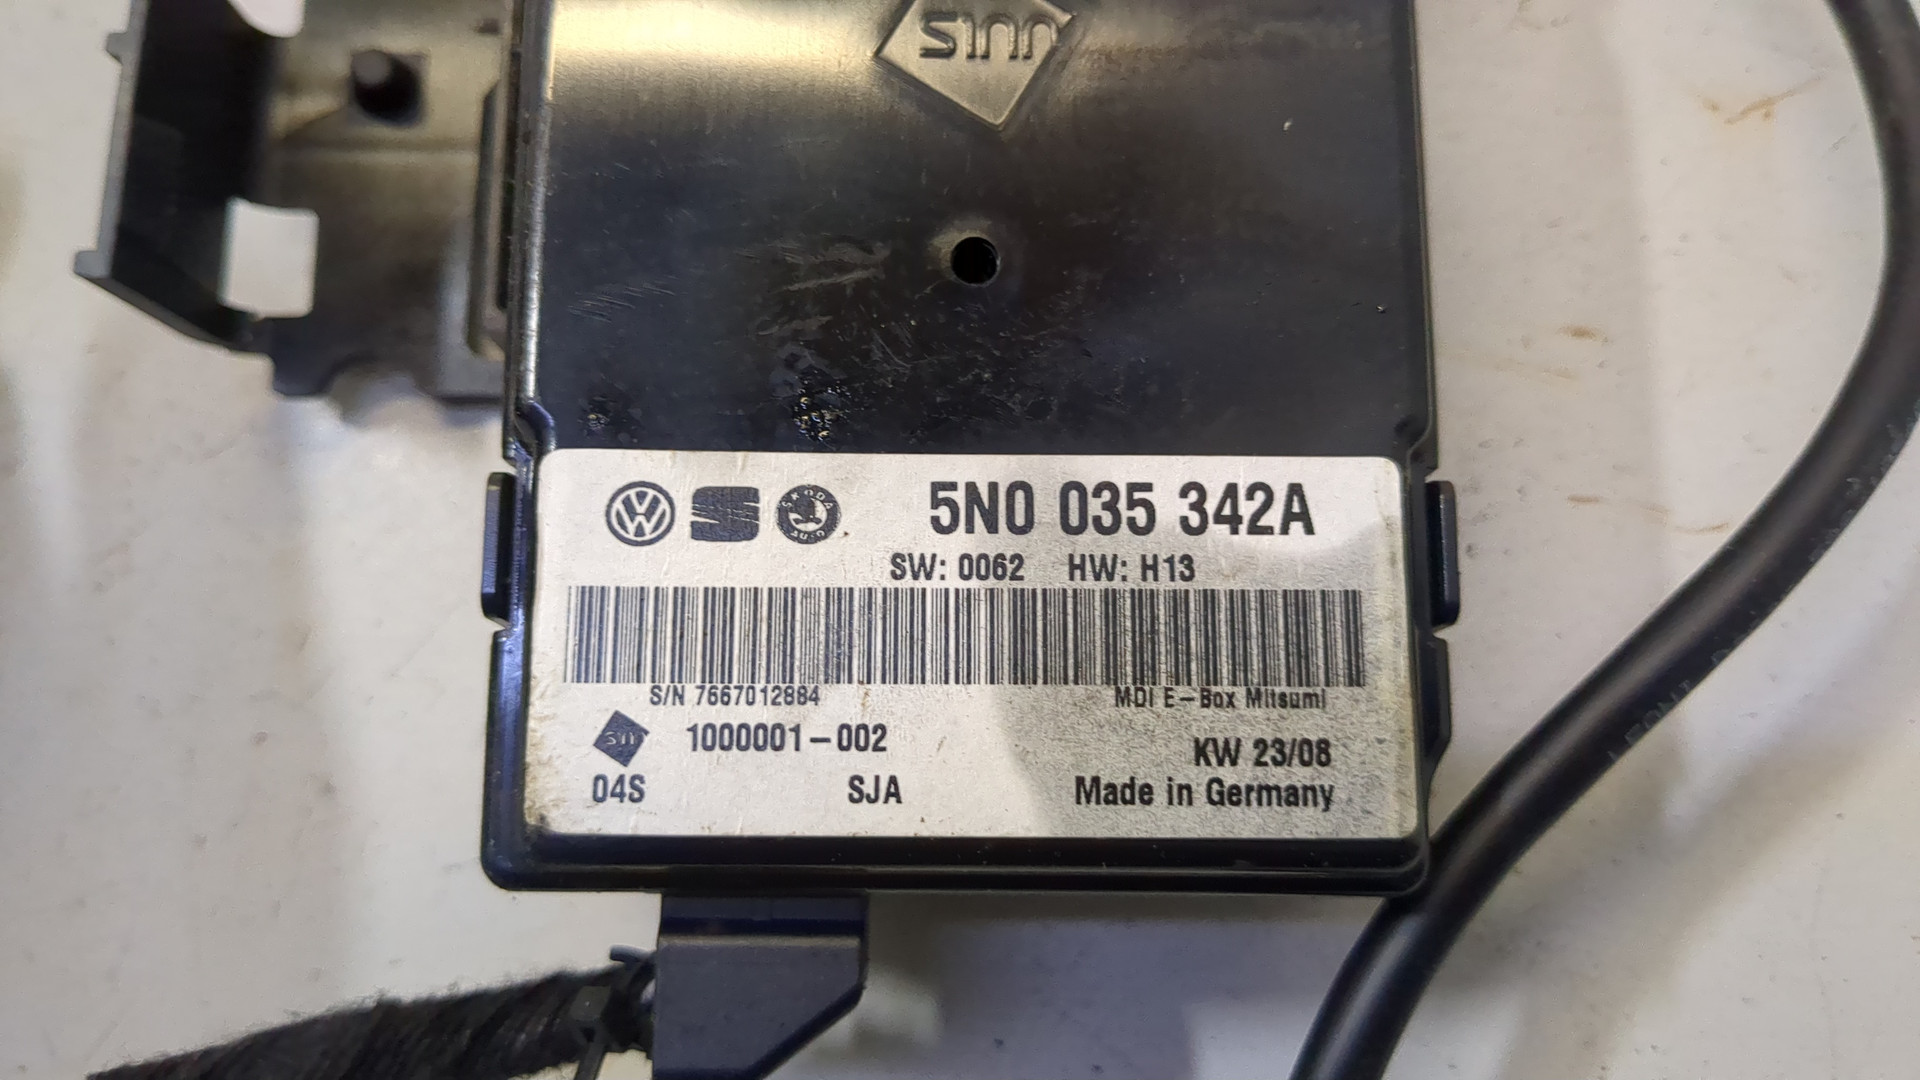 sinn
5N0 035 342A
SW: 0062 HW: H13
S/N 7667012884
MDI E-Box Mitsumi
sinn
1000001-002
KW 23/08
04S
SJA
Made in Germany